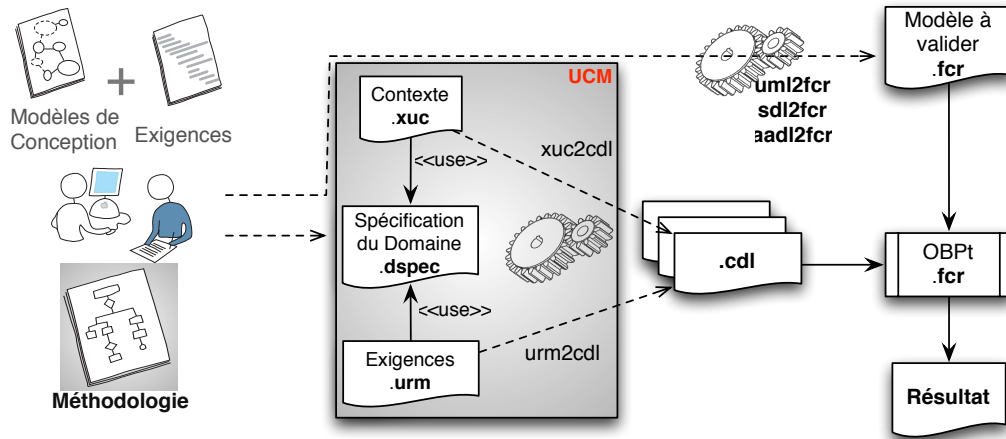 Modèles de
Conception
+
Exigences
Méthodologie
UCM
Contexte
.xuc
<<use>>
Spécification
du Domaine
.dspec
<<use>>
Exigences
.urm
xuc2cdl
urm2cdl
uml2fcr
sdl2fcr
aadl2fcr
.cdl
Modèle à
valider
.fcr
OBPt
.fcr
Résultat